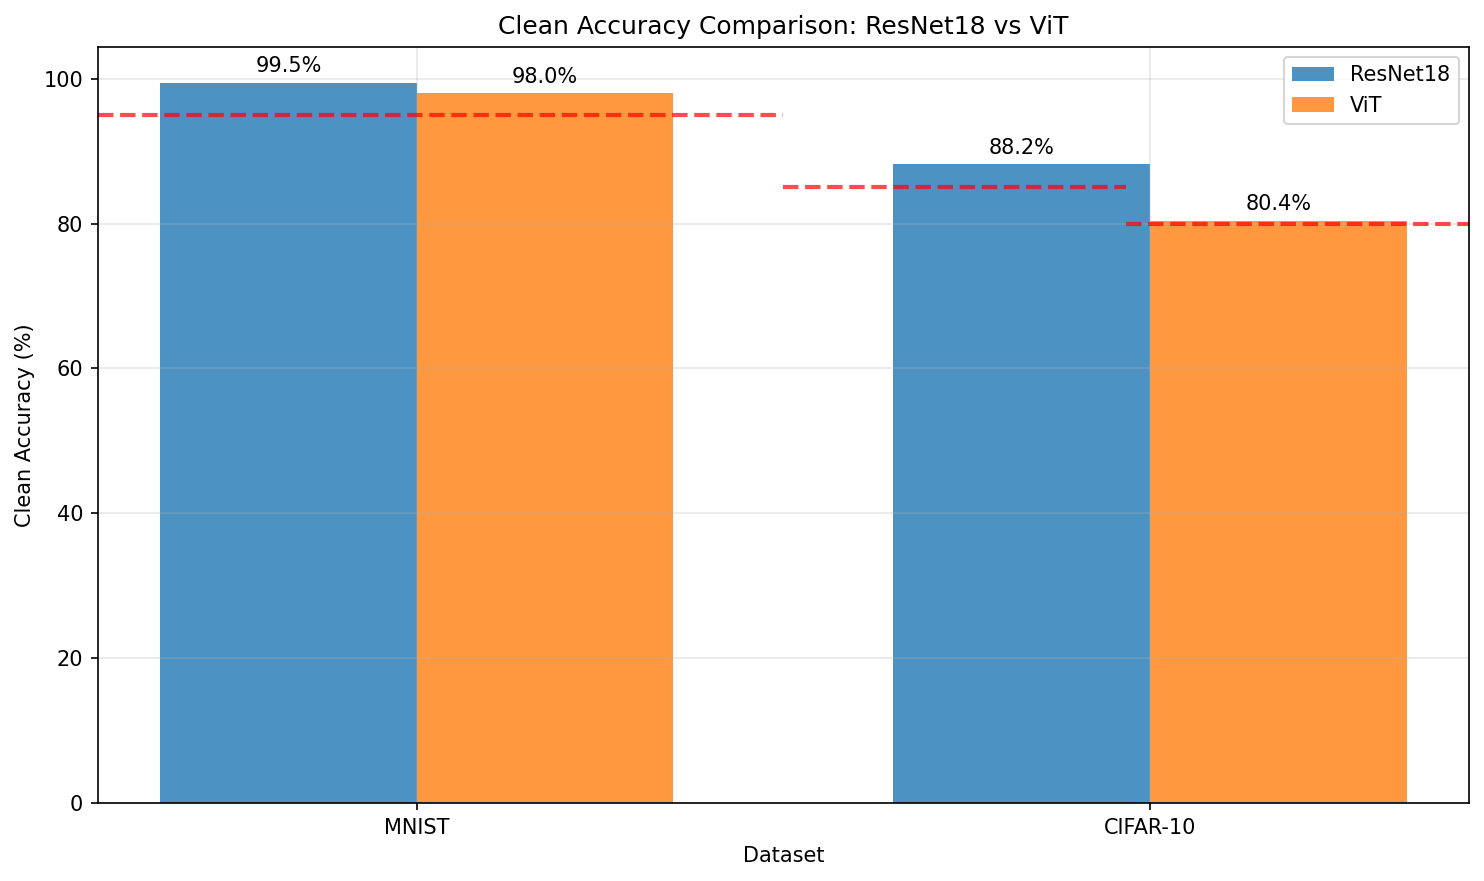 Clean Accuracy Comparison: ResNet18 vs ViT
ResNet18
ViT
99.5%
98.0%
88.2%
80.4%
100
80
60
40
20
0
Clean Accuracy (%)
MNIST
CIFAR-10
Dataset